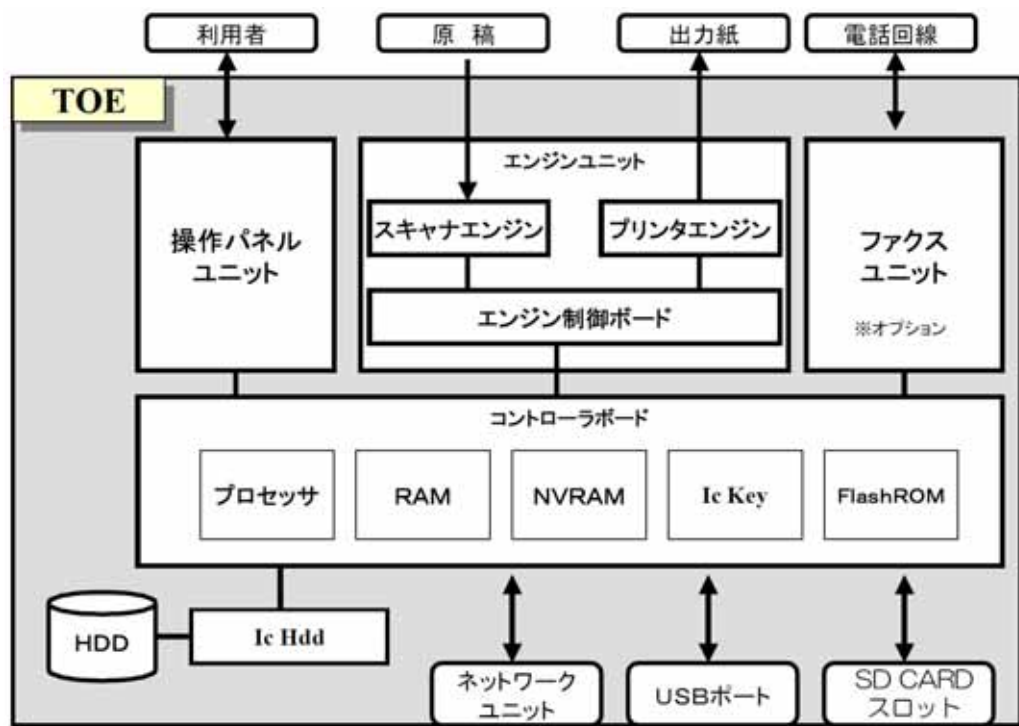 利用者
原 稿
出力紙
電話回線
TOE
エンジンユニット
操作パネル
ユニット
スキャナエンジン
プリンタエンジン
エンジン制御ボード
ファクス
ユニット
※オプション
コントローラボード
プロセッサ
RAM
NVRAM
Ic Key
FlashROM
HDD
Ic Hdd
ネットワーク
ユニット
USBポート
SD CARD
スロット